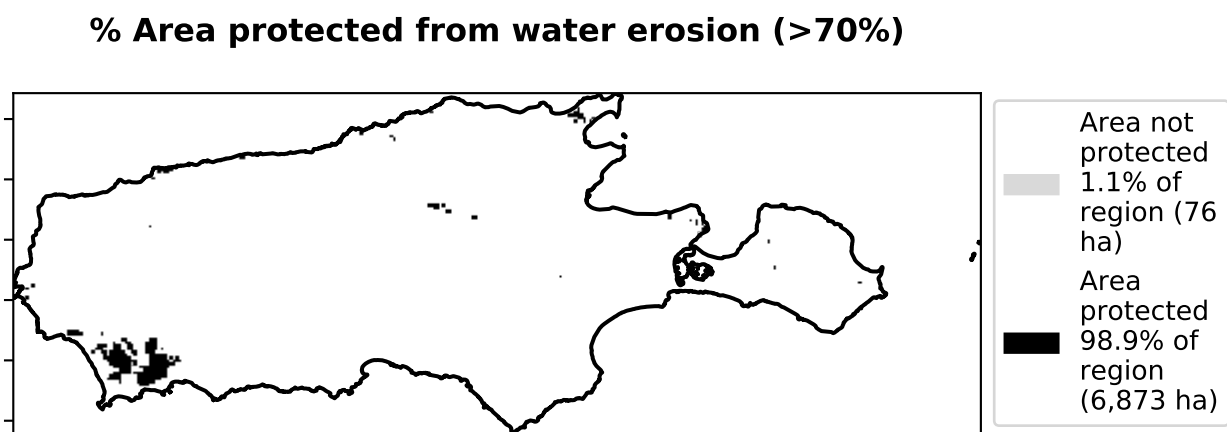 % Area protected from water erosion (>70%)
Area not
protected
1.1% of
region (76
ha)
Area
protected
98.9% of
region
(6,873 ha)